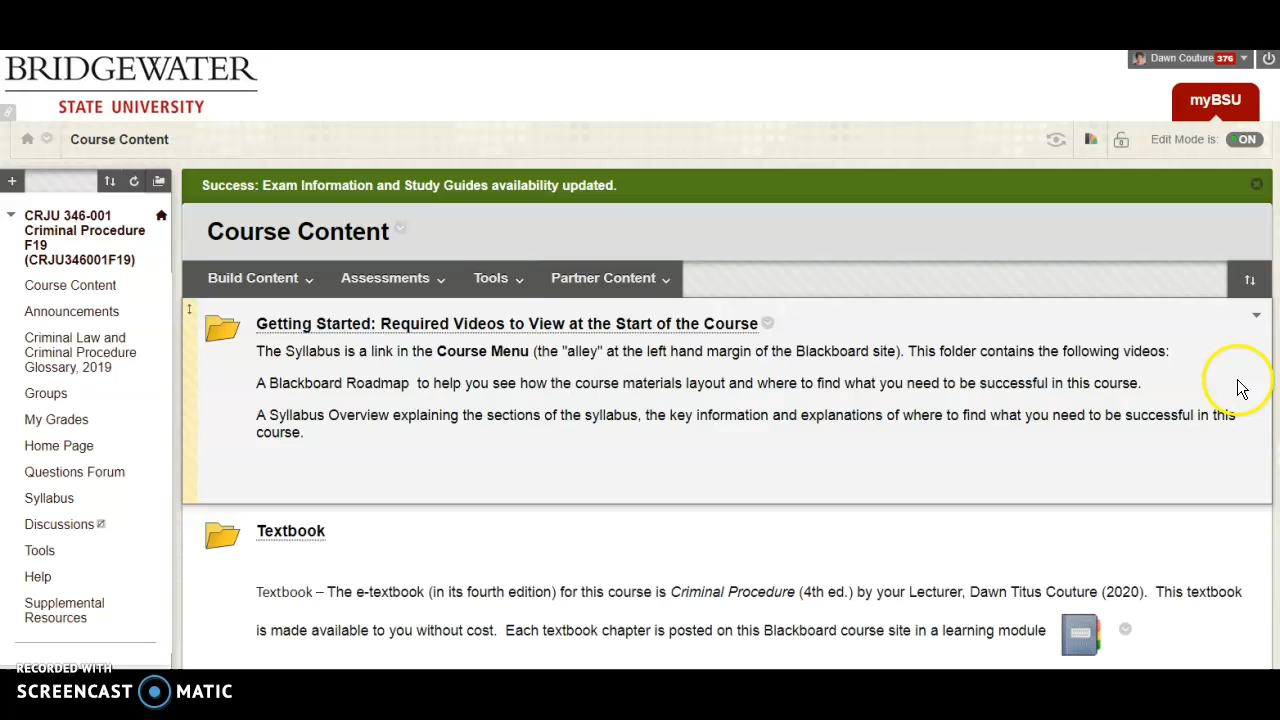 BRIDGEWATER
STATE UNIVERSITY
Dawn Couture 376
myBSU
Course Content
Edit Mode is: ON
Success: Exam Information and Study Guides availability updated.
CRJU 346-001
Criminal Procedure
F19
(CRJU346001F19)
Course Content
Announcements
Criminal Law and
Criminal Procedure
Glossary, 2019
Groups
My Grades
Home Page
Questions Forum
Syllabus
Discussions
Tools
Help
Supplemental
Resources
Course Content
Build Content
Assessments
Tools
Partner Content
Getting Started: Required Videos to View at the Start of the Course
The Syllabus is a link in the Course Menu (the "alley" at the left hand margin of the Blackboard site). This folder contains the following videos:
A Blackboard Roadmap to help you see how the course materials layout and where to find what you need to be successful in this course.
A Syllabus Overview explaining the sections of the syllabus, the key information and explanations of where to find what you need to be successful in this
course.
Textbook
Textbook – The e-textbook (in its fourth edition) for this course is Criminal Procedure (4th ed.) by your Lecturer, Dawn Titus Couture (2020). This textbook
is made available to you without cost. Each textbook chapter is posted on this Blackboard course site in a learning module
RECORDED WITH
SCREENCAST MATIC